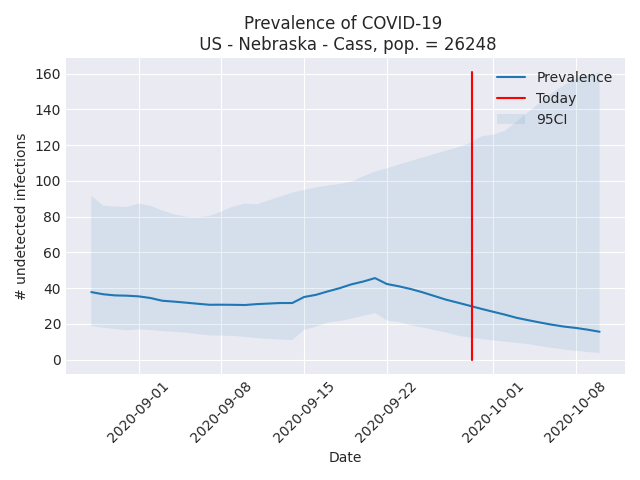 Prevalence of COVID-19
US - Nebraska - Cass, pop. = 26248
Prevalence
Today
95CI
# undetected infections
160
140
120
100
80
60
40
20
0
2020-09-01
2020-09-08
2020-09-15
2020-09-22
2020-10-01
2020-10-08
Date